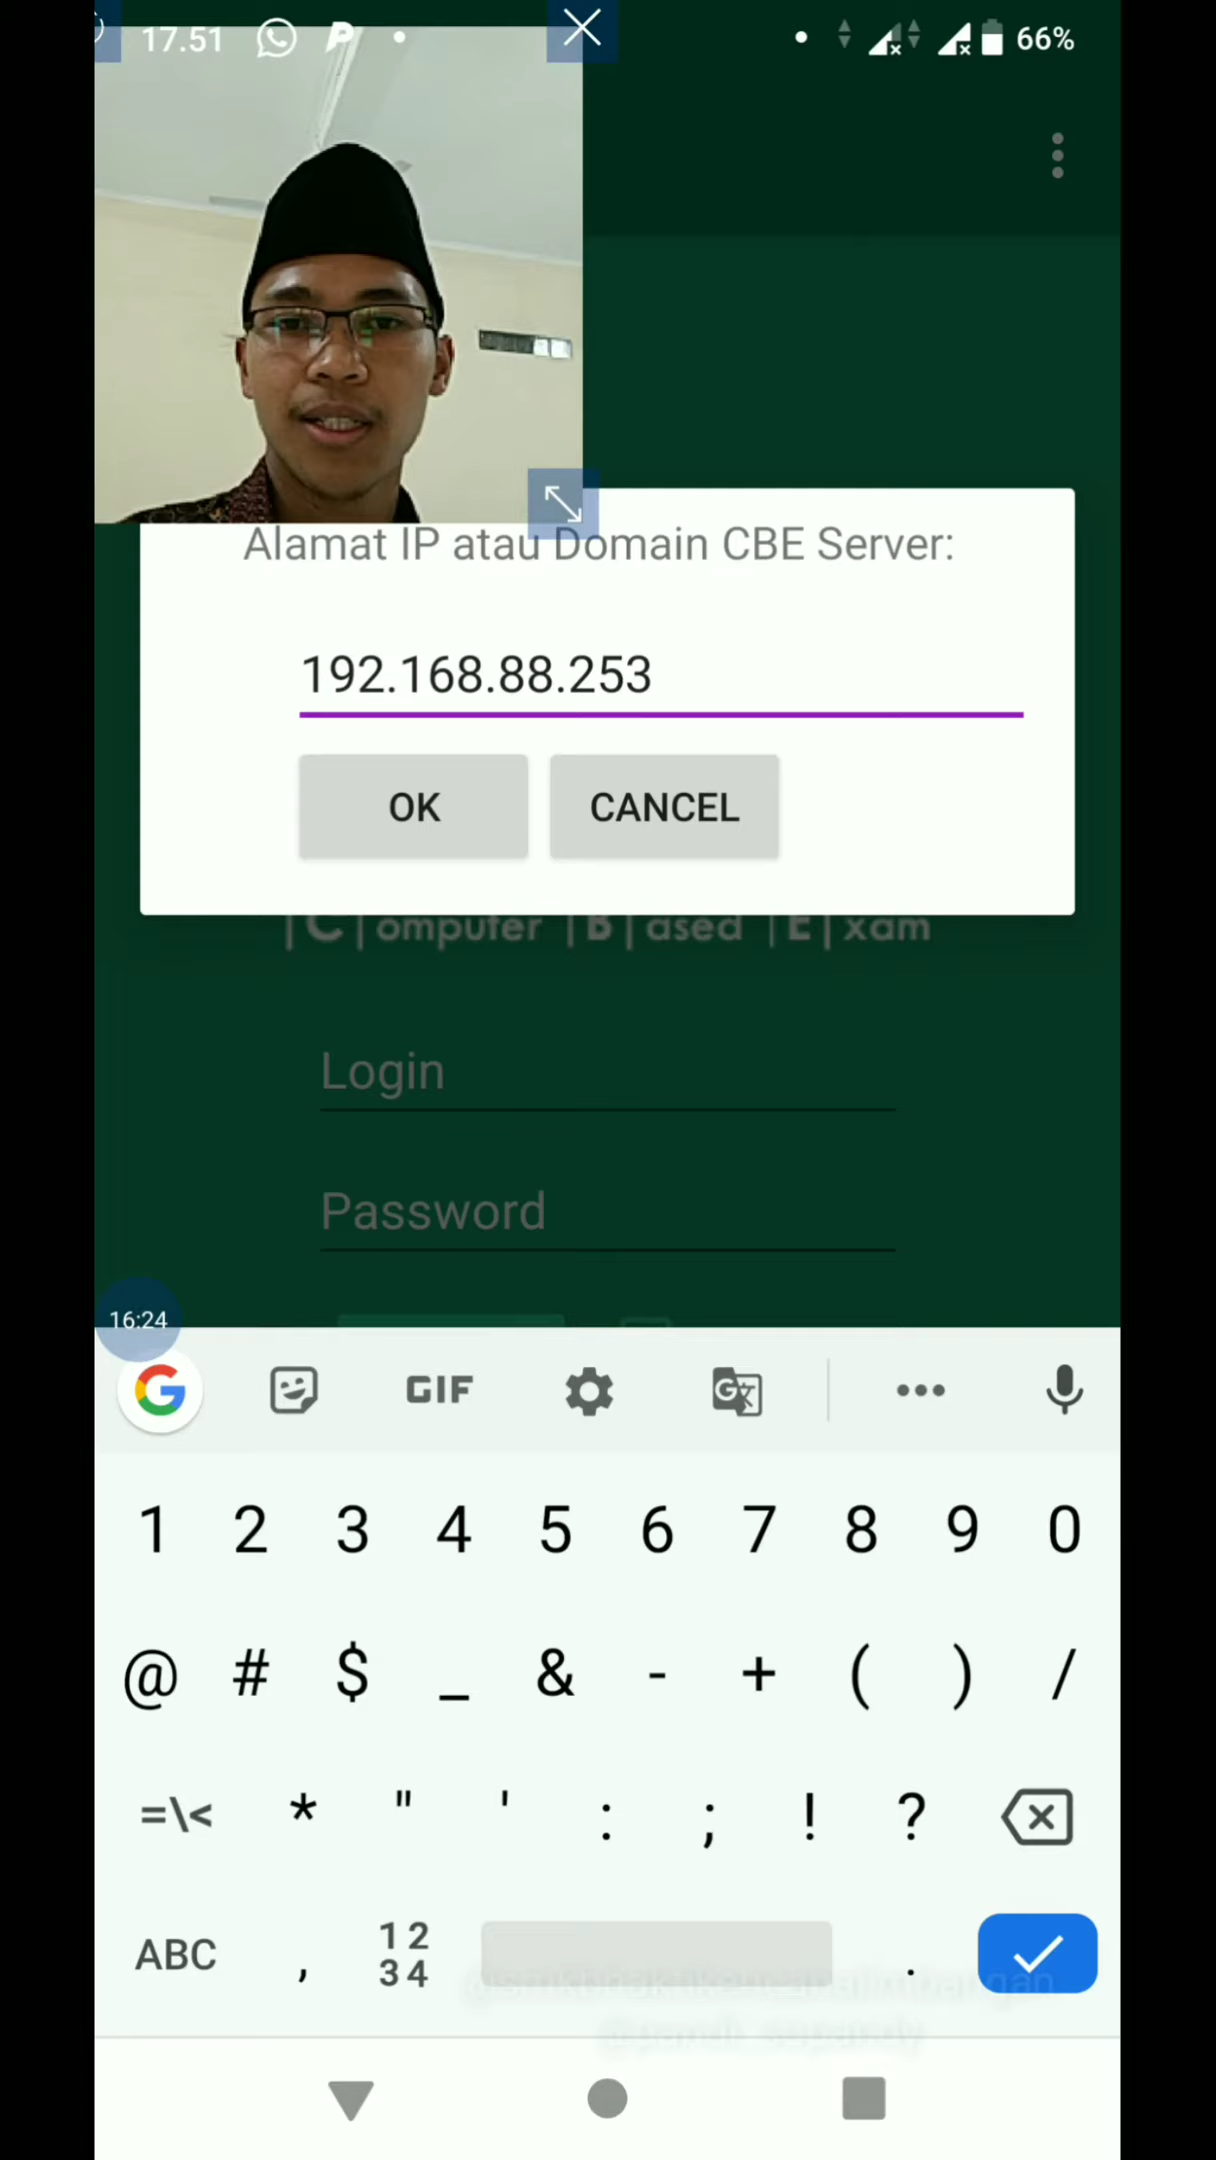 17.51
66%
Alamat IP atau Domain CBE Server:
192.168.88.253
OK CANCEL
|C|omputer |B|ased |E|xam
Login
Password
16:24
G GIF G
1 2 3 4 5 6 7 8 9 0
@ # $ _ & - + ( ) /
=\< * " ' : ; ! ?
ABC , 12 34 .